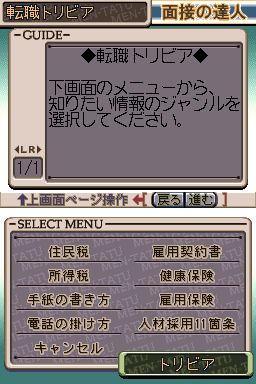 転職トリビア
面接の達人
GUIDE
◆転職トリビア◆
下画面のメニューから、
知りたい情報のジャンルを
選択してください。
LR
1/1
↑上画面ページ操作 ←[戻る 進む]
SELECT MENU
住民税
雇用契約書
所得税
健康保険
手紙の書き方
雇用保険
電話の掛け方
人材採用11箇条
キャンセル
トリビア